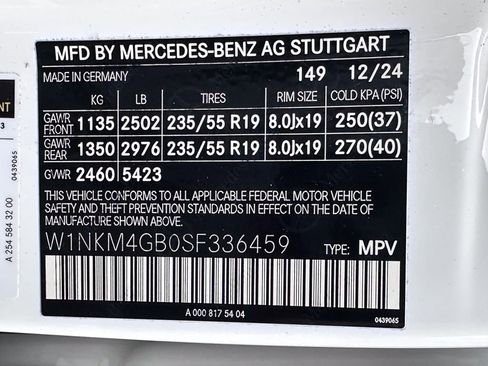 MFD BY MERCEDES-BENZ AG STUTTGART
MADE IN GERMANY 149 12/24
KG LB TIRES RIM SIZE COLD KPA (PSI)
GAWR FRONT 1135 2502 235/55 R19 8.0Jx19 250(37)
GAWR REAR 1350 2976 235/55 R19 8.0Jx19 270(40)
GVWR 2460 5423
THIS VEHICLE CONFORMS TO ALL APPLICABLE FEDERAL MOTOR VEHICLE
SAFETY AND THEFT PREVENTION STANDARDS IN EFFECT ON THE DATE OF
MANUFACTURE SHOWN ABOVE.
W1NKM4GB0SF336459 TYPE: MPV
A 000 817 54 04
0439065
A 254 584 32 00
0439065